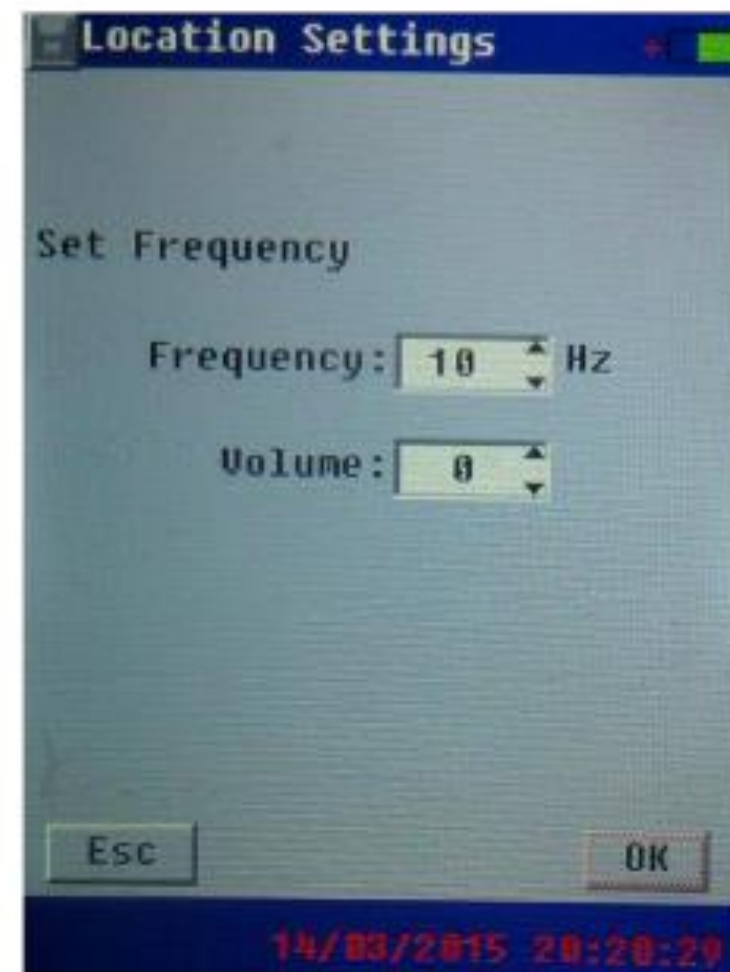 Location Settings
Set Frequency
Frequency: 10 Hz
Volume: 0
Esc OK
14/03/2015 20:20:29